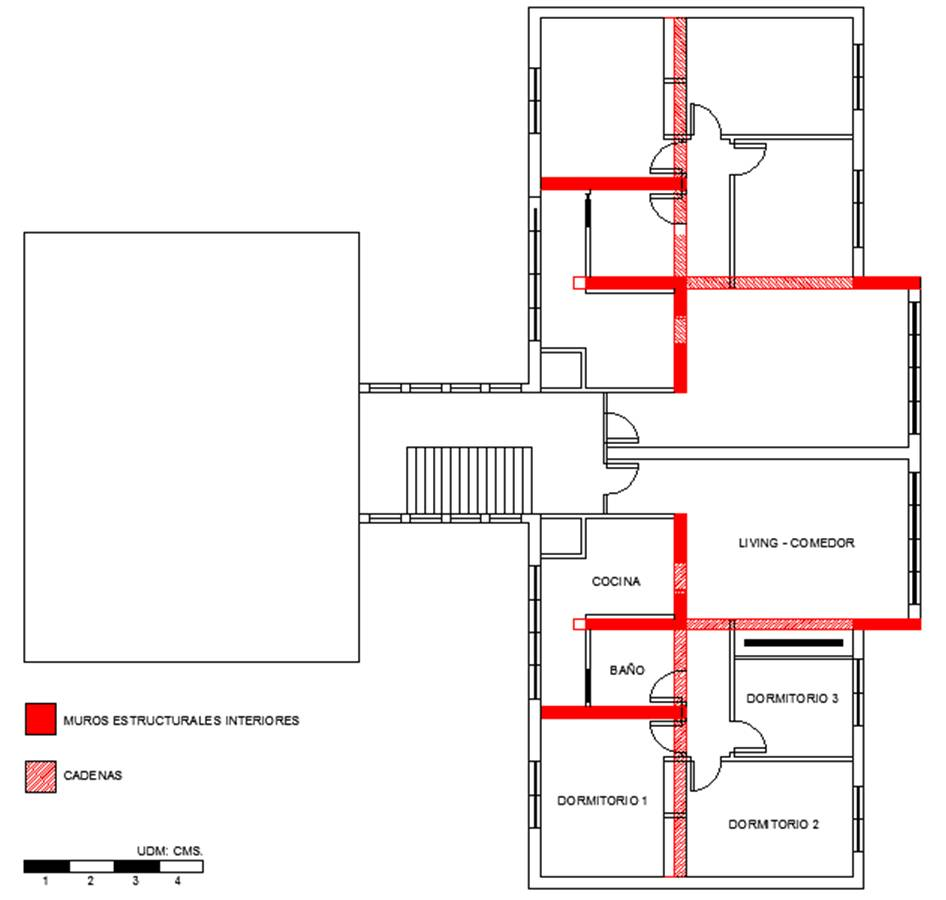 LIVING - COMEDOR
COCINA
BAÑO
DORMITORIO 3
DORMITORIO 1
DORMITORIO 2
MUROS ESTRUCTURALES INTERIORES
CADENAS
UDM: CMS.
1 2 3 4